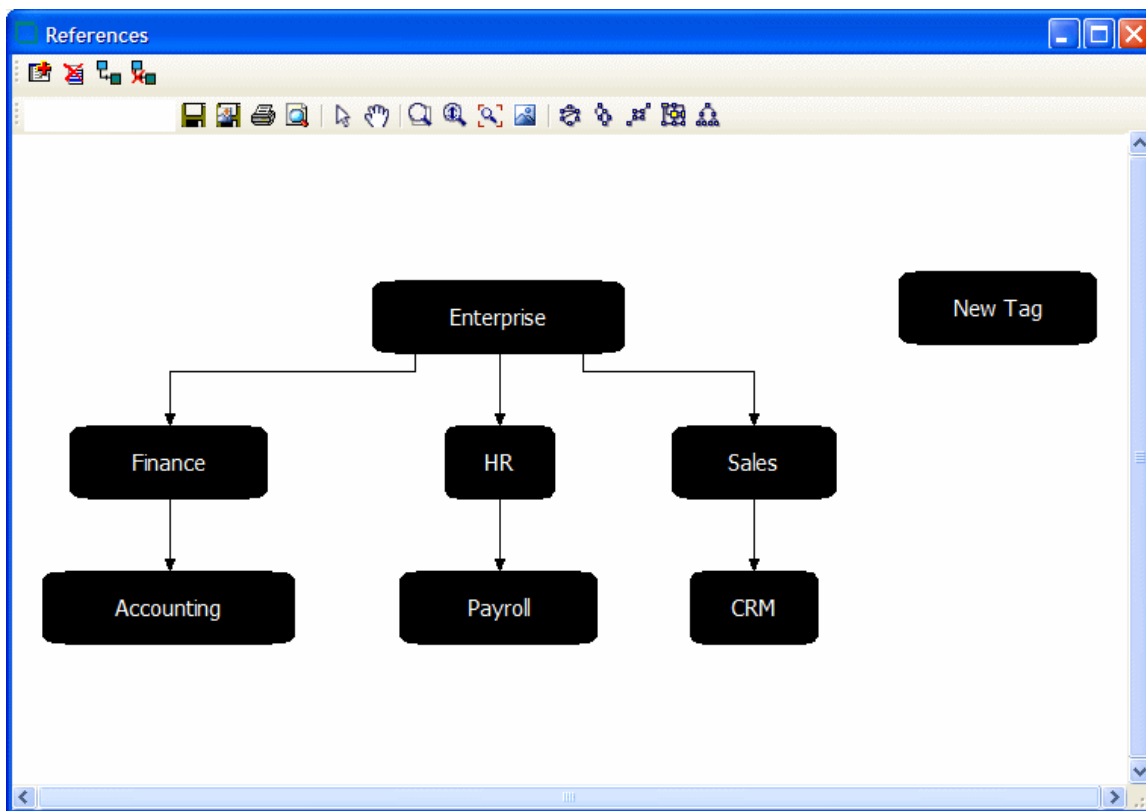 References
Enterprise
New Tag
Finance
HR
Sales
Accounting
Payroll
CRM